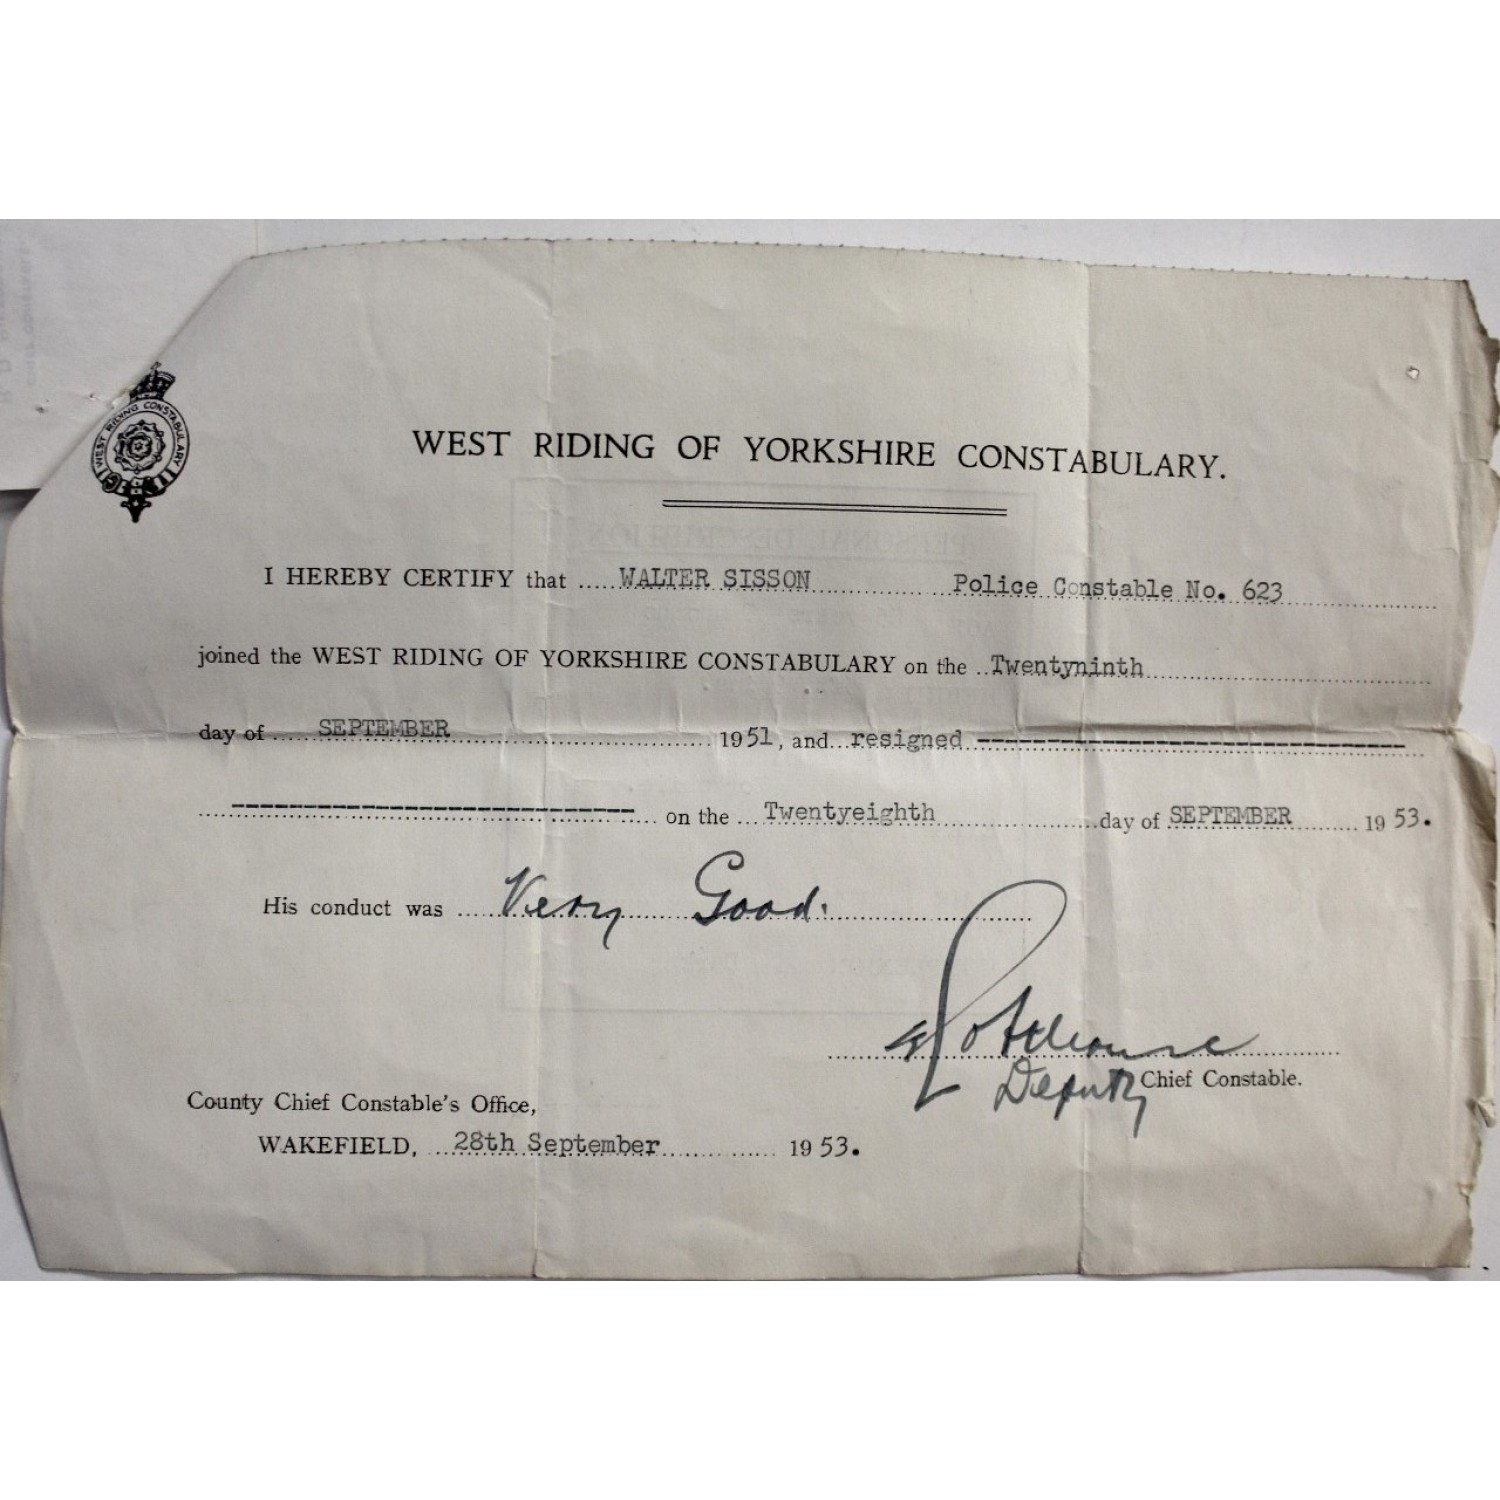 WEST RIDING CONSTABULARY
WEST RIDING OF YORKSHIRE CONSTABULARY.
I HEREBY CERTIFY that WALTER SISSON Police Constable No. 623
joined the WEST RIDING OF YORKSHIRE CONSTABULARY on the Twentyninth
day of SEPTEMBER 1951, and resigned
on the Twentyeighth day of SEPTEMBER 1953.
His conduct was Very Good.
Deputy Chief Constable.
County Chief Constable's Office,
WAKEFIELD, 28th September 1953.